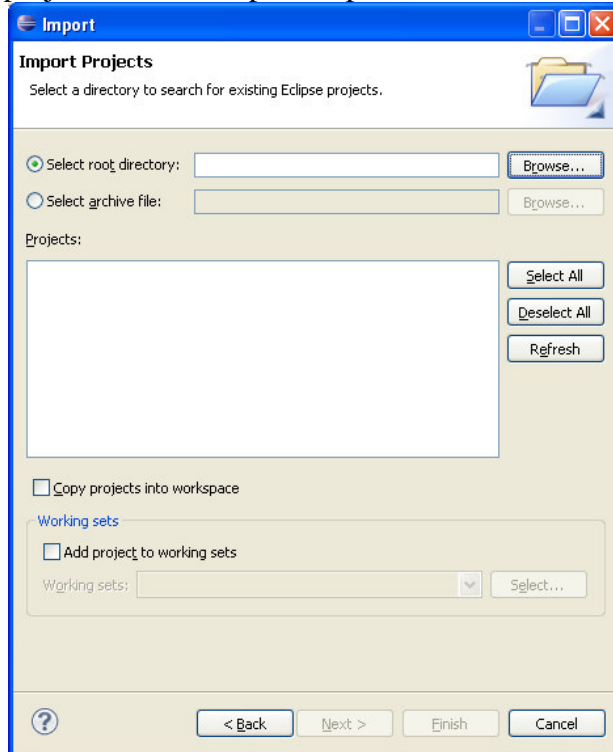 Import
Import Projects
Select a directory to search for existing Eclipse projects.
Select root directory: Browse...
Select archive file: Browse...
Projects:
Select All
Deselect All
Refresh
Copy projects into workspace
Working sets
Add project to working sets
Working sets: Select...
< Back Next > Finish Cancel